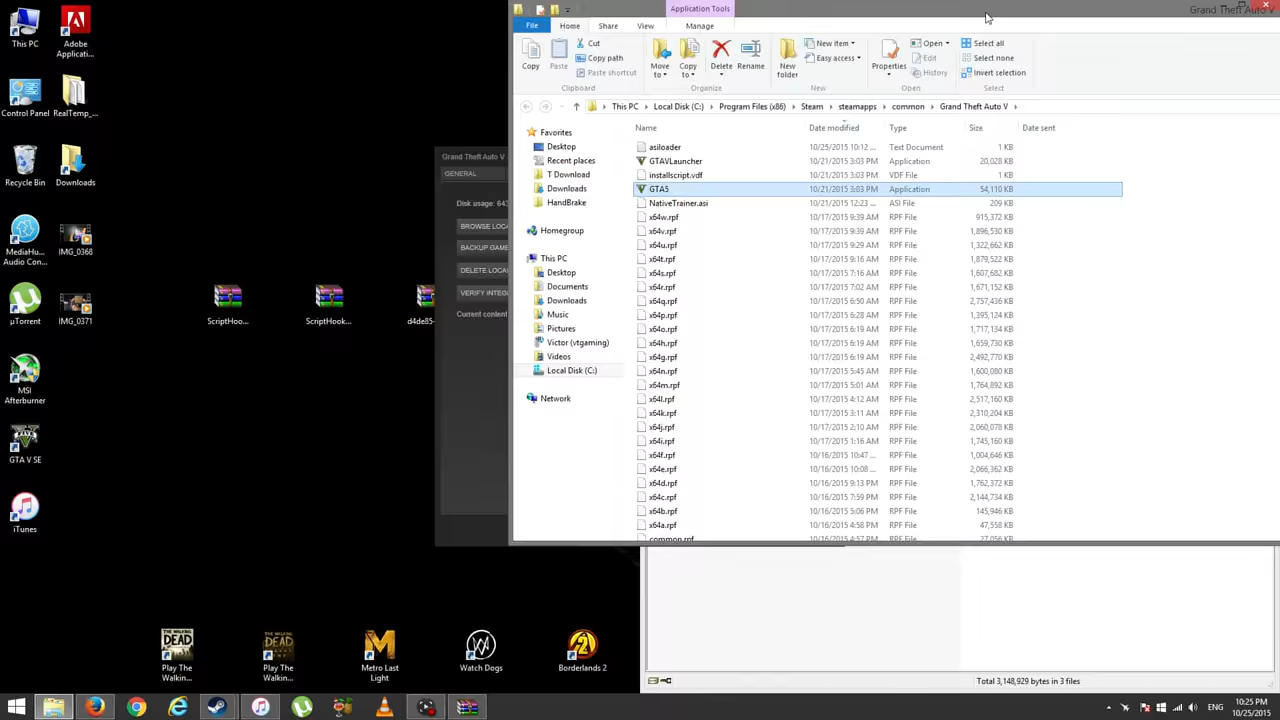 This PC
Adobe
Applicati...
Control Panel
RealTemp_...
Recycle Bin
Downloads
MediaHu...
Audio Con...
IMG_0368
µTorrent
IMG_0371
MSI
Afterburner
GTA V SE
iTunes
ScriptHoo...
ScriptHook...
d4de85-
Play The
Walkin...
Play The
Walkin...
Metro Last
Light
Watch Dogs
Borderlands 2
Grand Theft Auto V
GENERAL
Disk usage: 64
BROWSE LOCA
BACKUP GAME
DELETE LOCA
VERIFY INTEG
Current conten
Application Tools
Grand Theft Auto V
File
Home
Share
View
Manage
Copy
Paste
Cut
Copy path
Paste shortcut
Clipboard
Move
to
Copy
to
Delete
Rename
Organize
New
folder
New item
Easy access
New
Properties
Open
Edit
History
Open
Select all
Select none
Invert selection
Select
This PC
Local Disk (C:)
Program Files (x86)
Steam
steamapps
common
Grand Theft Auto V
Favorites
Desktop
Recent places
T Download
Downloads
HandBrake
Homegroup
This PC
Desktop
Documents
Downloads
Music
Pictures
Victor (vtgaming)
Videos
Local Disk (C:)
Network
Name Date modified Type Size Date sent
asiloader 10/25/2015 10:12 ... Text Document 1 KB
GTAVLauncher 10/21/2015 3:03 PM Application 20,028 KB
installscript.vdf 10/21/2015 3:03 PM VDF File 1 KB
GTA5 10/21/2015 3:03 PM Application 54,110 KB
NativeTrainer.asi 10/21/2015 12:23 ... ASI File 209 KB
x64w.rpf 10/17/2015 9:39 AM RPF File 915,372 KB
x64v.rpf 10/17/2015 9:39 AM RPF File 1,896,530 KB
x64u.rpf 10/17/2015 9:29 AM RPF File 1,322,662 KB
x64t.rpf 10/17/2015 9:16 AM RPF File 1,879,522 KB
x64s.rpf 10/17/2015 7:16 AM RPF File 1,607,682 KB
x64r.rpf 10/17/2015 7:02 AM RPF File 1,671,152 KB
x64q.rpf 10/17/2015 6:50 AM RPF File 2,757,436 KB
x64p.rpf 10/17/2015 6:28 AM RPF File 1,395,124 KB
x64o.rpf 10/17/2015 6:19 AM RPF File 1,717,134 KB
x64h.rpf 10/17/2015 6:19 AM RPF File 1,659,730 KB
x64g.rpf 10/17/2015 6:19 AM RPF File 2,492,770 KB
x64n.rpf 10/17/2015 5:45 AM RPF File 1,600,080 KB
x64m.rpf 10/17/2015 5:01 AM RPF File 1,764,892 KB
x64l.rpf 10/17/2015 4:12 AM RPF File 2,517,160 KB
x64k.rpf 10/17/2015 3:11 AM RPF File 2,310,204 KB
x64j.rpf 10/17/2015 2:10 AM RPF File 2,060,078 KB
x64i.rpf 10/17/2015 1:16 AM RPF File 1,745,160 KB
x64f.rpf 10/16/2015 10:47 ... RPF File 1,004,646 KB
x64e.rpf 10/16/2015 10:08 ... RPF File 2,066,362 KB
x64d.rpf 10/16/2015 9:13 PM RPF File 1,762,372 KB
x64c.rpf 10/16/2015 7:59 PM RPF File 2,144,734 KB
x64b.rpf 10/16/2015 5:06 PM RPF File 145,946 KB
x64a.rpf 10/16/2015 4:58 PM RPF File 47,558 KB
common.rpf 10/16/2015 4:57 PM RPF File 27,056 KB
Total 3,148,929 bytes in 3 files
ENG
10:25 PM
10/25/2015